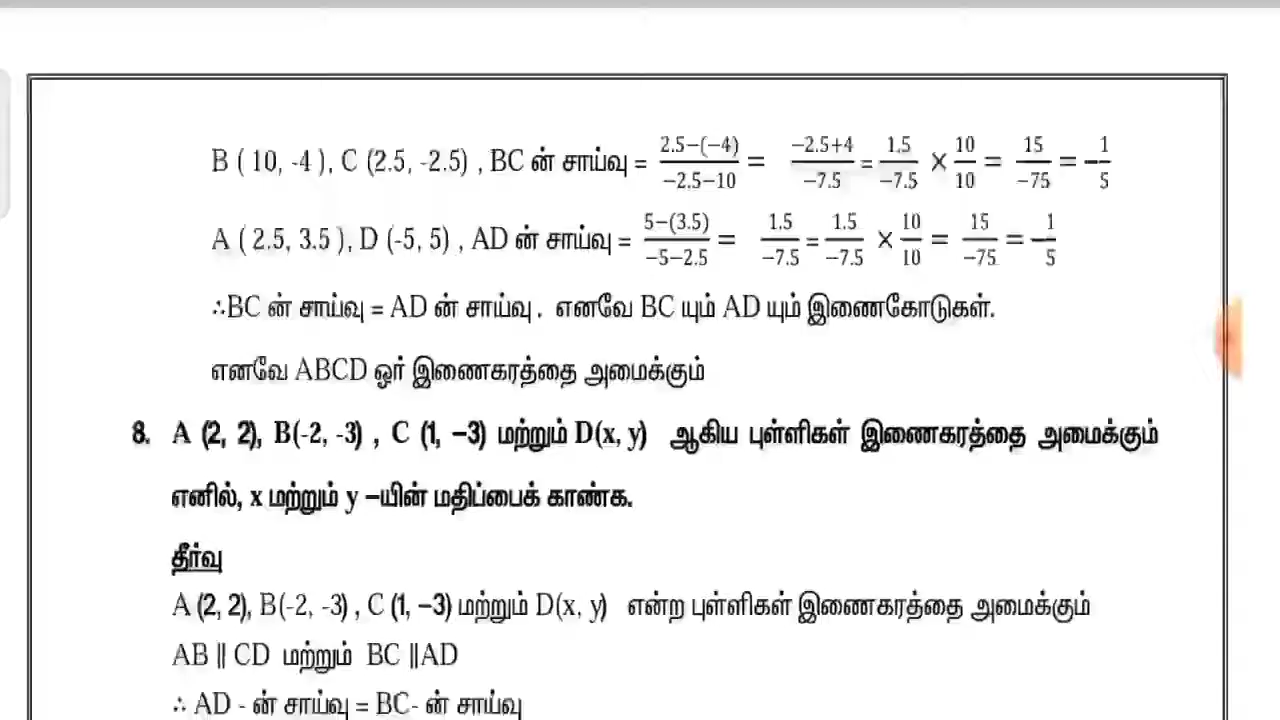 B ( 10, -4 ), C (2.5, -2.5) , BC ன் சாய்வு = 2.5−(−4)/−2.5−10 = −2.5+4/−7.5 = 1.5/−7.5 × 10/10 = 15/−75 = −1/5
A ( 2.5, 3.5 ), D (-5, 5) , AD ன் சாய்வு = 5−(3.5)/−5−2.5 = 1.5/−7.5 = 1.5/−7.5 × 10/10 = 15/−75 = −1/5
∴BC ன் சாய்வு = AD ன் சாய்வு . எனவே BC யும் AD யும் இணைகோடுகள்.
எனவே ABCD ஓர் இணைகரத்தை அமைக்கும்
8. A (2, 2), B(-2, -3) , C (1, −3) மற்றும் D(x, y) ஆகிய புள்ளிகள் இணைகரத்தை அமைக்கும்
எனில், x மற்றும் y −யின் மதிப்பைக் காண்க.
தீர்வு
A (2, 2), B(-2, -3) , C (1, −3) மற்றும் D(x, y) என்ற புள்ளிகள் இணைகரத்தை அமைக்கும்
AB ∥ CD மற்றும் BC ∥AD
∴ AD - ன் சாய்வு = BC- ன் சாய்வு